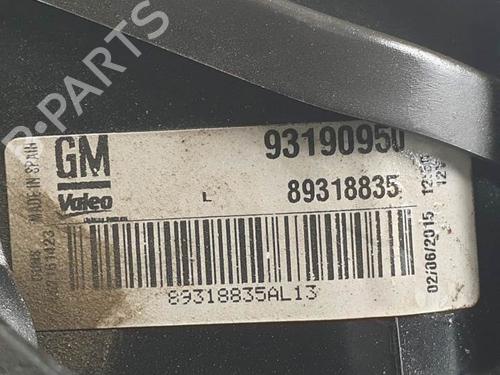 PARTS
GM
93190950
MADE IN SPAIN
Valeo
L
89318835
02/06/2015
89318835AL13